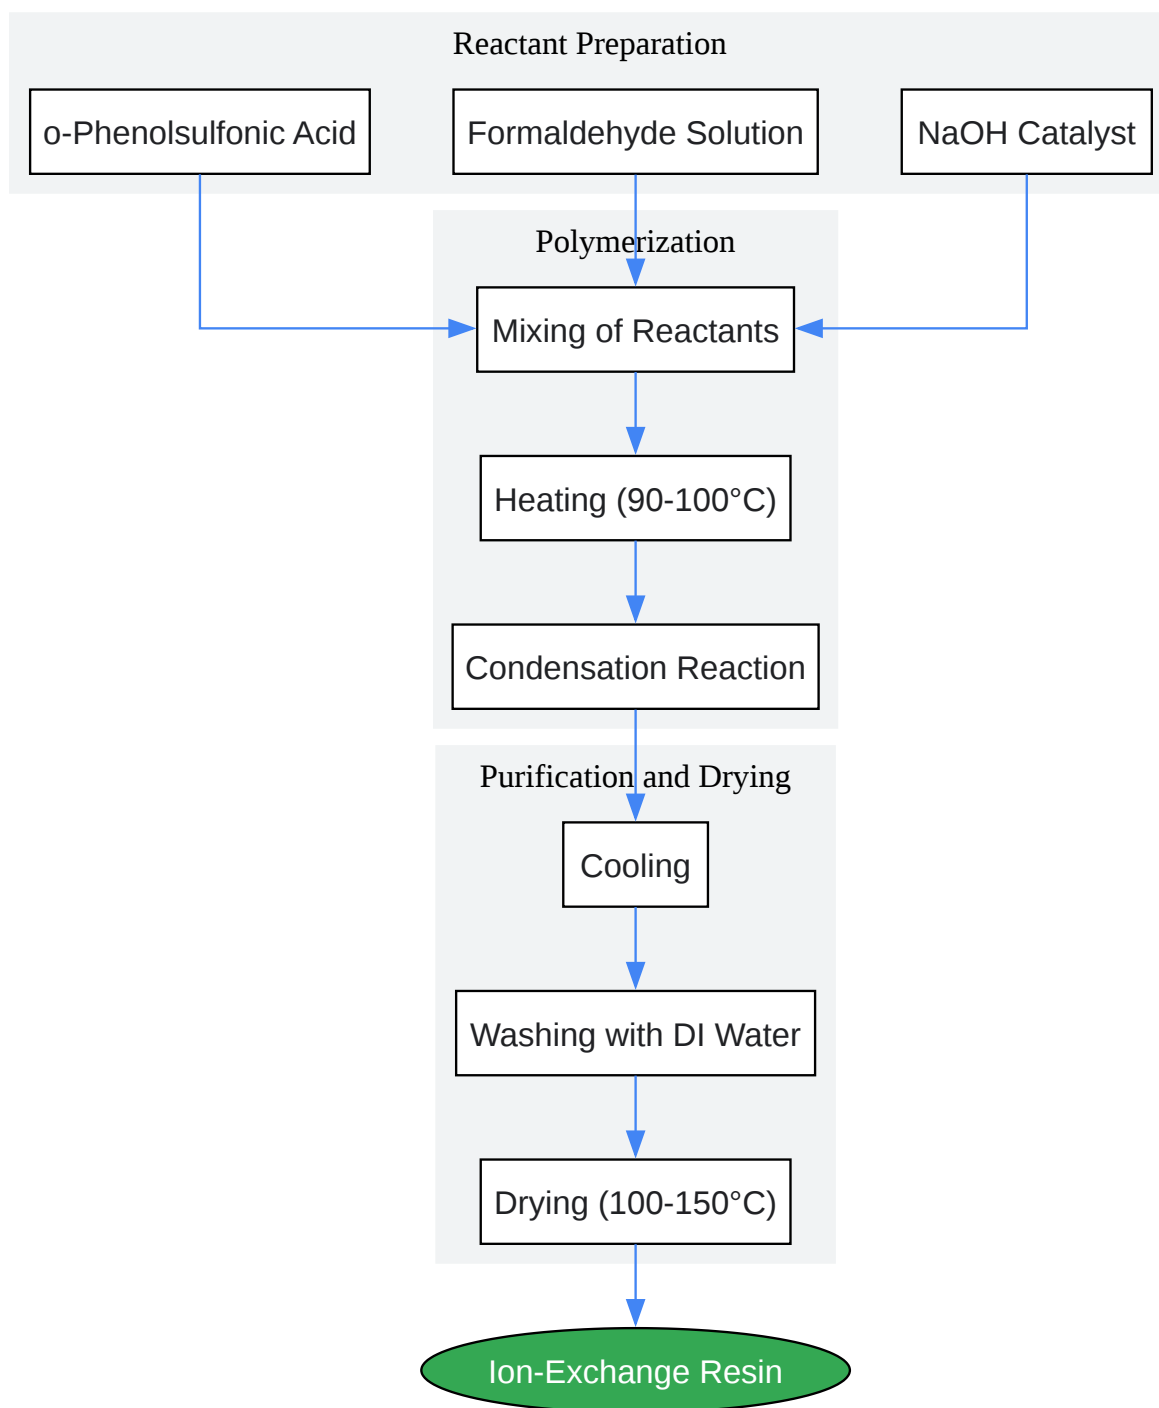 Reactant Preparation
o-Phenolsulfonic Acid
Formaldehyde Solution
NaOH Catalyst
Polymerization
Mixing of Reactants
Heating (90-100°C)
Condensation Reaction
Purification and Drying
Cooling
Washing with DI Water
Drying (100-150°C)
Ion-Exchange Resin